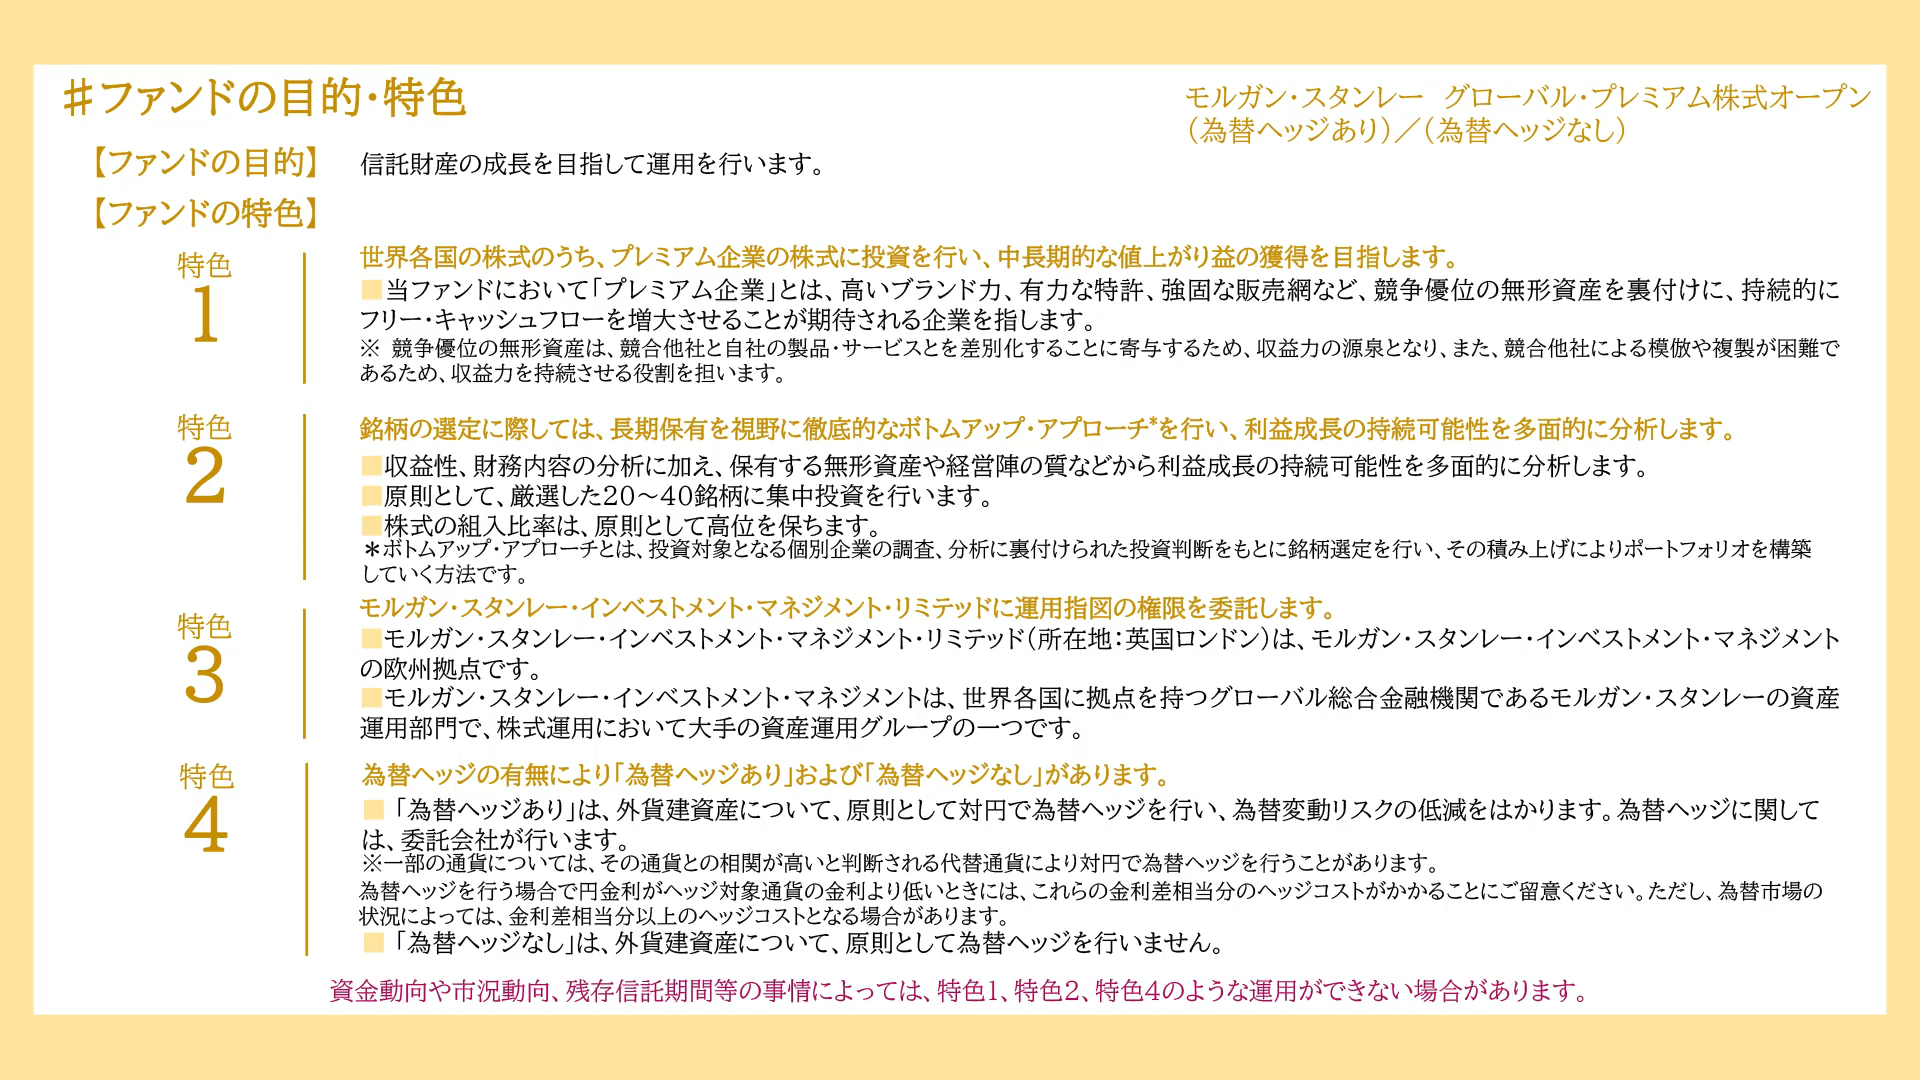 ♯ファンドの目的・特色
モルガン・スタンレー　グローバル・プレミアム株式オープン
（為替ヘッジあり）／（為替ヘッジなし）
【ファンドの目的】　信託財産の成長を目指して運用を行います。
【ファンドの特色】
特色
1
世界各国の株式のうち、プレミアム企業の株式に投資を行い、中長期的な値上がり益の獲得を目指します。
■当ファンドにおいて「プレミアム企業」とは、高いブランド力、有力な特許、強固な販売網など、競争優位の無形資産を裏付けに、持続的に
フリー・キャッシュフローを増大させることが期待される企業を指します。
※ 競争優位の無形資産は、競合他社と自社の製品・サービスとを差別化することに寄与するため、収益力の源泉となり、また、競合他社による模倣や複製が困難で
あるため、収益力を持続させる役割を担います。
特色
2
銘柄の選定に際しては、長期保有を視野に徹底的なボトムアップ・アプローチ*を行い、利益成長の持続可能性を多面的に分析します。
■収益性、財務内容の分析に加え、保有する無形資産や経営陣の質などから利益成長の持続可能性を多面的に分析します。
■原則として、厳選した20～40銘柄に集中投資を行います。
■株式の組入比率は、原則として高位を保ちます。
＊ボトムアップ・アプローチとは、投資対象となる個別企業の調査、分析に裏付けられた投資判断をもとに銘柄選定を行い、その積み上げによりポートフォリオを構築
していく方法です。
特色
3
モルガン・スタンレー・インベストメント・マネジメント・リミテッドに運用指図の権限を委託します。
■モルガン・スタンレー・インベストメント・マネジメント・リミテッド（所在地：英国ロンドン）は、モルガン・スタンレー・インベストメント・マネジメント
の欧州拠点です。
■モルガン・スタンレー・インベストメント・マネジメントは、世界各国に拠点を持つグローバル総合金融機関であるモルガン・スタンレーの資産
運用部門で、株式運用において大手の資産運用グループの一つです。
特色
4
為替ヘッジの有無により「為替ヘッジあり」および「為替ヘッジなし」があります。
■ 「為替ヘッジあり」は、外貨建資産について、原則として対円で為替ヘッジを行い、為替変動リスクの低減をはかります。為替ヘッジに関して
は、委託会社が行います。
※一部の通貨については、その通貨との相関が高いと判断される代替通貨により対円で為替ヘッジを行うことがあります。
為替ヘッジを行う場合で円金利がヘッジ対象通貨の金利より低いときには、これらの金利差相当分のヘッジコストがかかることにご留意ください。ただし、為替市場の
状況によっては、金利差相当分以上のヘッジコストとなる場合があります。
■ 「為替ヘッジなし」は、外貨建資産について、原則として為替ヘッジを行いません。
資金動向や市況動向、残存信託期間等の事情によっては、特色1、特色2、特色4のような運用ができない場合があります。